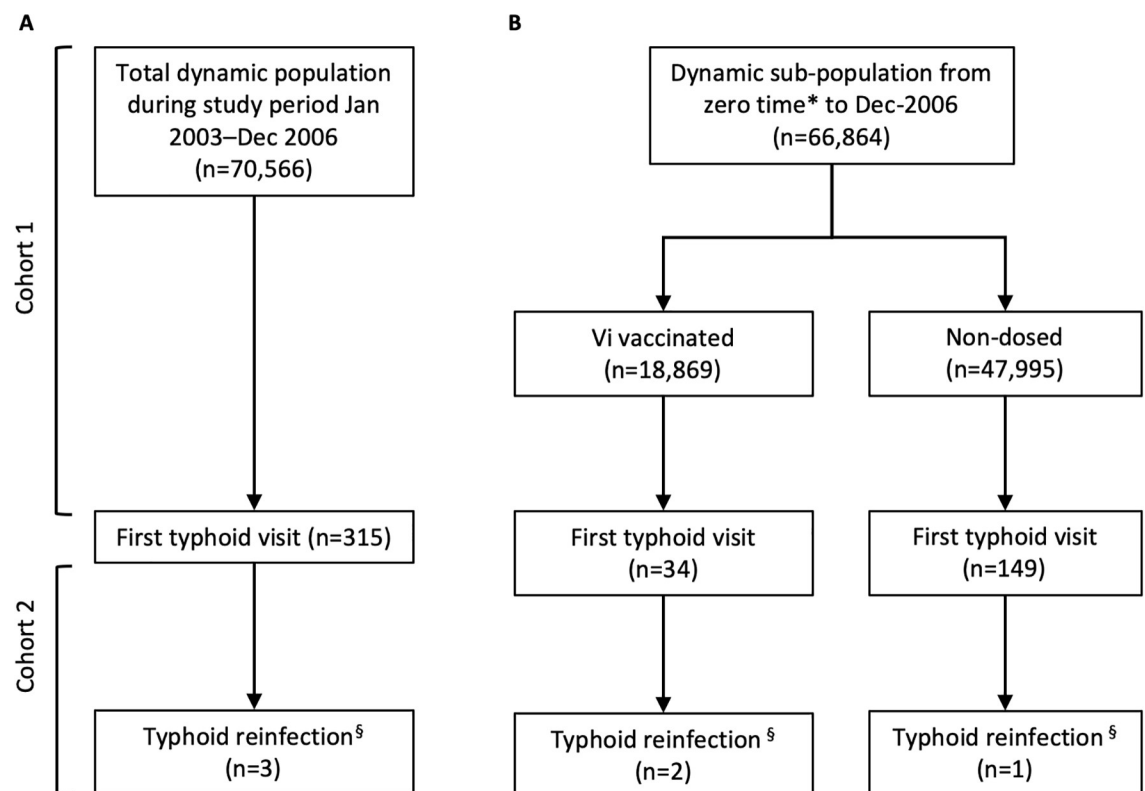 A
Total dynamic population
during study period Jan
2003–Dec 2006
(n=70,566)
Cohort 1
First typhoid visit (n=315)
Cohort 2
Typhoid reinfection§
(n=3)
B
Dynamic sub-population from
zero time* to Dec-2006
(n=66,864)
Vi vaccinated
(n=18,869)
Non-dosed
(n=47,995)
First typhoid visit
(n=34)
First typhoid visit
(n=149)
Typhoid reinfection §
(n=2)
Typhoid reinfection §
(n=1)